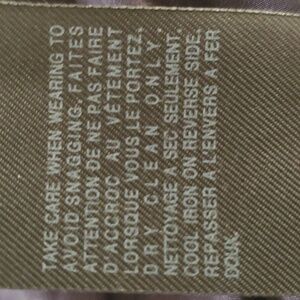 TAKE CARE WHEN WEARING TO
AVOID SNAGGING. FAITES
ATTENTION DE NE PAS FAIRE
D'ACCROC AU VÊTEMENT
LORSQUE VOUS LE PORTEZ.
DRY CLEAN ONLY.
NETTOYAGE A SEC SEULEMENT.
COOL IRON ON REVERSE SIDE.
REPASSER A L'ENVERS A FER
DOUX.